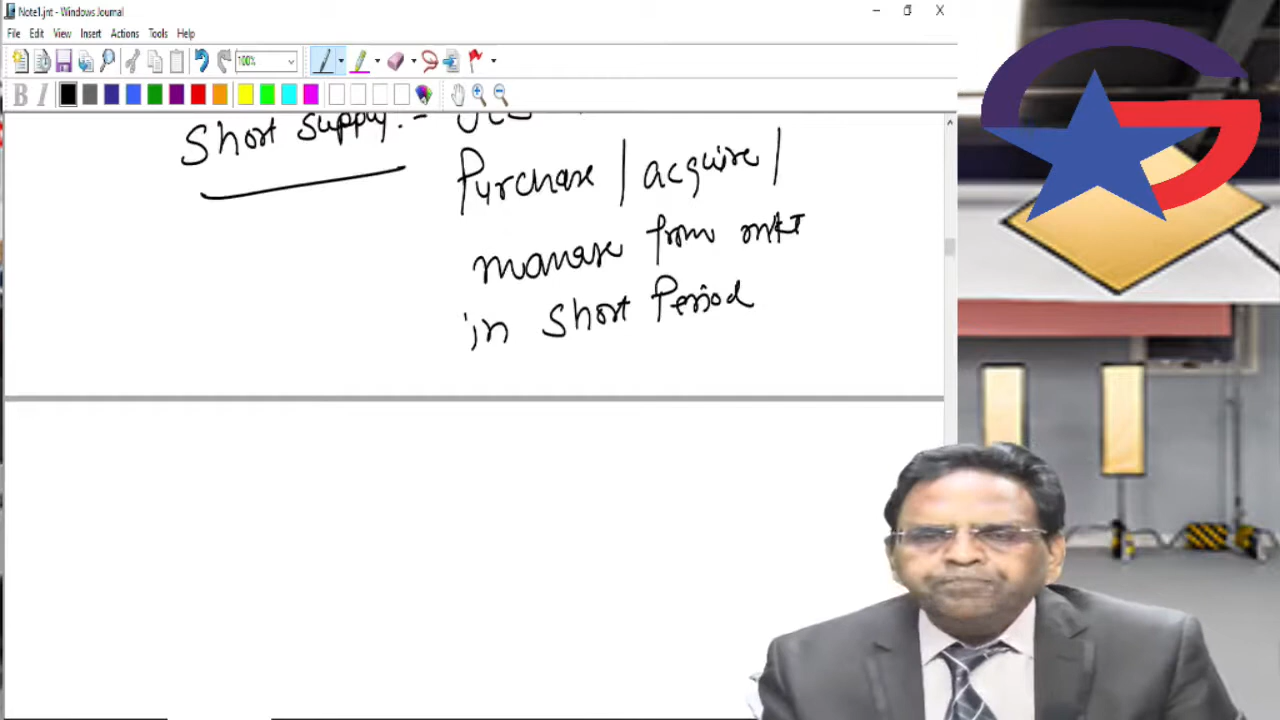 Note1.jnt - Windows Journal
File Edit View Insert Actions Tools Help
100%
B I
Short Supply. -
Purchase / acquire /
manage from mkt
in Short Period